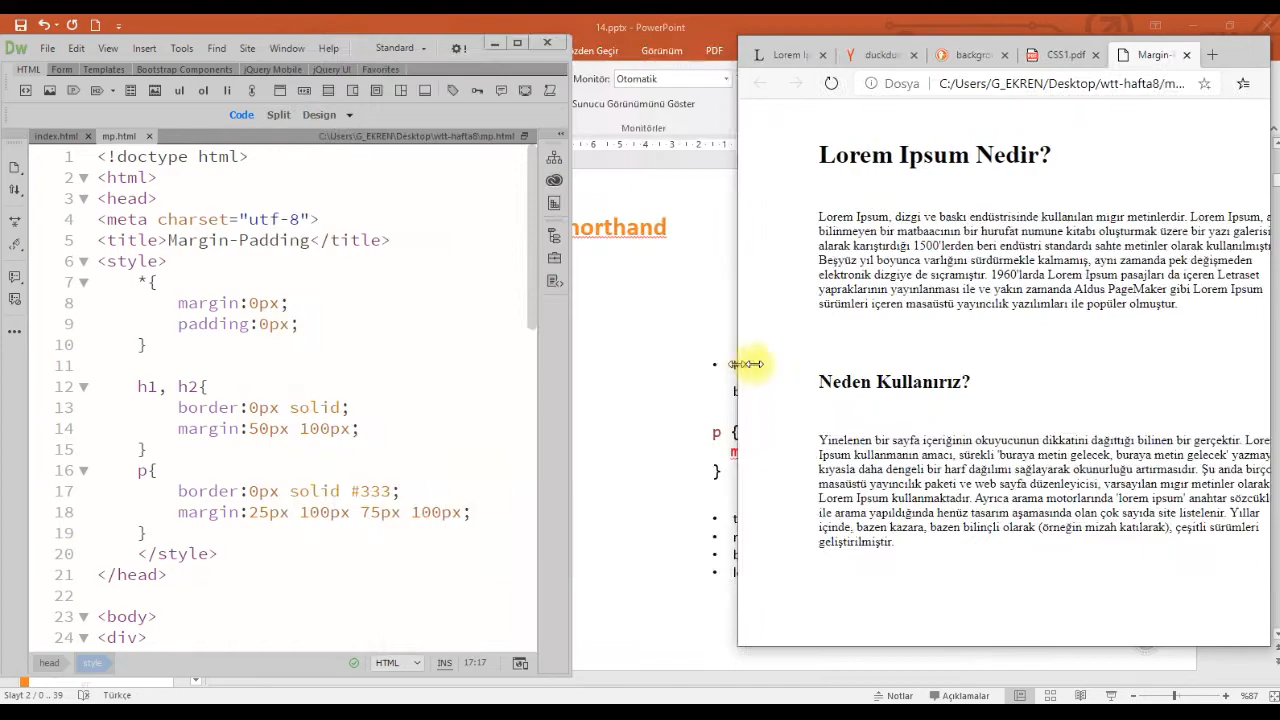 14.pptx - PowerPoint
Dw File Edit View Insert Tools Find Site Window Help Standard
HTML Form Templates Bootstrap Components jQuery Mobile jQuery UI Favorites
ul ol li
Code Split Design
index.html mp.html C:\Users\G_EKREN\Desktop\wtt-hafta8\mp.html
1 <!doctype html>
2 <html>
3 <head>
4 <meta charset="utf-8">
5 <title>Margin-Padding</title>
6 <style>
7 *{
8 margin:0px;
9 padding:0px;
10 }
11
12 h1, h2{
13 border:0px solid;
14 margin:50px 100px;
15 }
16 p{
17 border:0px solid #333;
18 margin:25px 100px 75px 100px;
19 }
20 </style>
21 </head>
22
23 <body>
24 <div>
head style HTML INS 17:17
den Geçir Görünüm PDF
Monitör: Otomatik
Sunucu Görünümünü Göster
Monitörler
6 5 4 3 2 1
horthand
b
p {
m
}
Lorem Ip duckdu backgro CSS1.pdf Margin-
Dosya C:/Users/G_EKREN/Desktop/wtt-hafta8/m...
Lorem Ipsum Nedir?
Lorem Ipsum, dizgi ve baskı endüstrisinde kullanılan mıgır metinlerdir. Lorem Ipsum, a
bilinmeyen bir matbaacının bir hurufat numune kitabı oluşturmak üzere bir yazı galerisi
alarak karıştırdığı 1500'lerden beri endüstri standardı sahte metinler olarak kullanılmıştı
Beşyüz yıl boyunca varlığını sürdürmekle kalmamış, aynı zamanda pek değişmeden
elektronik dizgiye de sıçramıştır. 1960'larda Lorem Ipsum pasajları da içeren Letraset
yapraklarının yayınlanması ile ve yakın zamanda Aldus PageMaker gibi Lorem Ipsum
sürümleri içeren masaüstü yayıncılık yazılımları ile popüler olmuştur.
Neden Kullanırız?
Yinelenen bir sayfa içeriğinin okuyucunun dikkatini dağıttığı bilinen bir gerçektir. Lore
Ipsum kullanmanın amacı, sürekli 'buraya metin gelecek, buraya metin gelecek' yazmay
kıyasla daha dengeli bir harf dağılımı sağlayarak okunurluğu artırmasıdır. Şu anda birço
masaüstü yayıncılık paketi ve web sayfa düzenleyicisi, varsayılan mıgır metinler olarak
Lorem Ipsum kullanmaktadır. Ayrıca arama motorlarında 'lorem ipsum' anahtar sözcükl
ile arama yapıldığında henüz tasarım aşamasında olan çok sayıda site listelenir. Yıllar
içinde, bazen kazara, bazen bilinçli olarak (örneğin mizah katılarak), çeşitli sürümleri
geliştirilmiştir.
Slayt 2 / 0 .. 39 Türkçe Notlar Açıklamalar %87